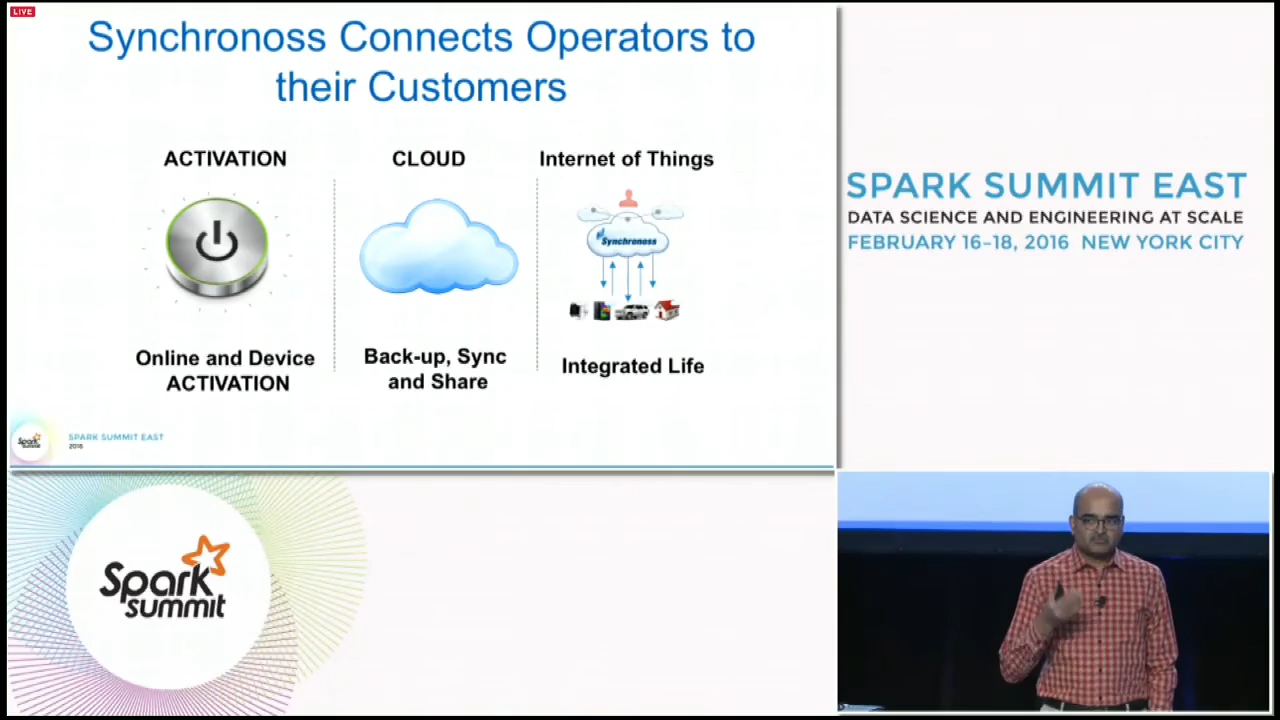 LIVE
Synchronoss Connects Operators to
their Customers
ACTIVATION
CLOUD
Internet of Things
Synchronoss
Online and Device
ACTIVATION
Back-up, Sync
and Share
Integrated Life
Spark
Summit
SPARK SUMMIT EAST
2016
SPARK SUMMIT EAST
DATA SCIENCE AND ENGINEERING AT SCALE
FEBRUARY 16-18, 2016 NEW YORK CITY
Spark
Summit